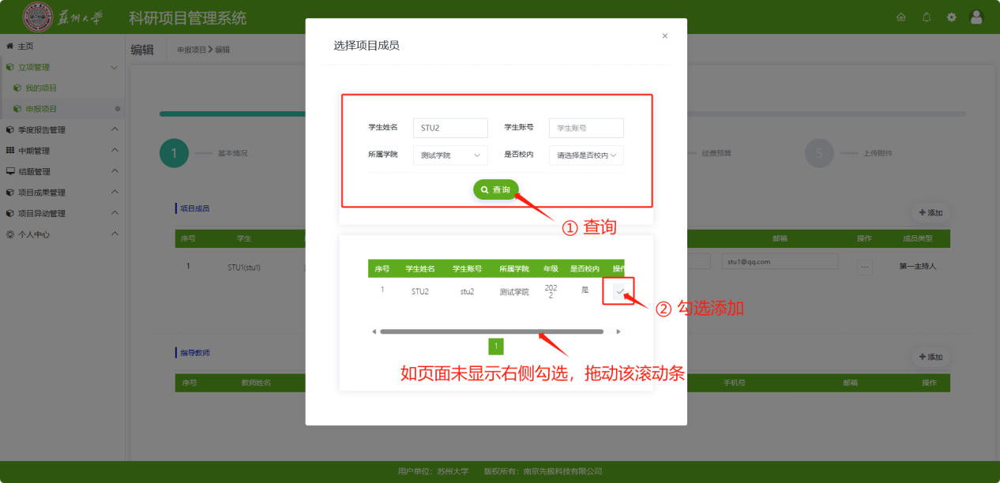 苏州大学 科研项目管理系统
主页
立项管理
我的项目
申报项目
季度报告管理
中期管理
结题管理
项目成果管理
项目异动管理
个人中心
编辑 申报项目 编辑
1 基本情况 经费预算 5 上传附件
项目成员 添加
序号 学生 邮箱 操作 成员类型
1 STU1(stu1) stu1@qq.com ... 第一主持人
指导教师 添加
序号 教师姓名 手机号 邮箱 操作
选择项目成员 ×
学生姓名 STU2 学生账号 学生账号
所属学院 测试学院 是否校内 请选择是否校内
查询
① 查询
序号 学生姓名 学生账号 所属学院 年级 是否校内 操作
1 STU2 stu2 测试学院 2022 是
② 勾选添加
1
如页面未显示右侧勾选，拖动该滚动条
用户单位：苏州大学 版权所有：南京先极科技有限公司